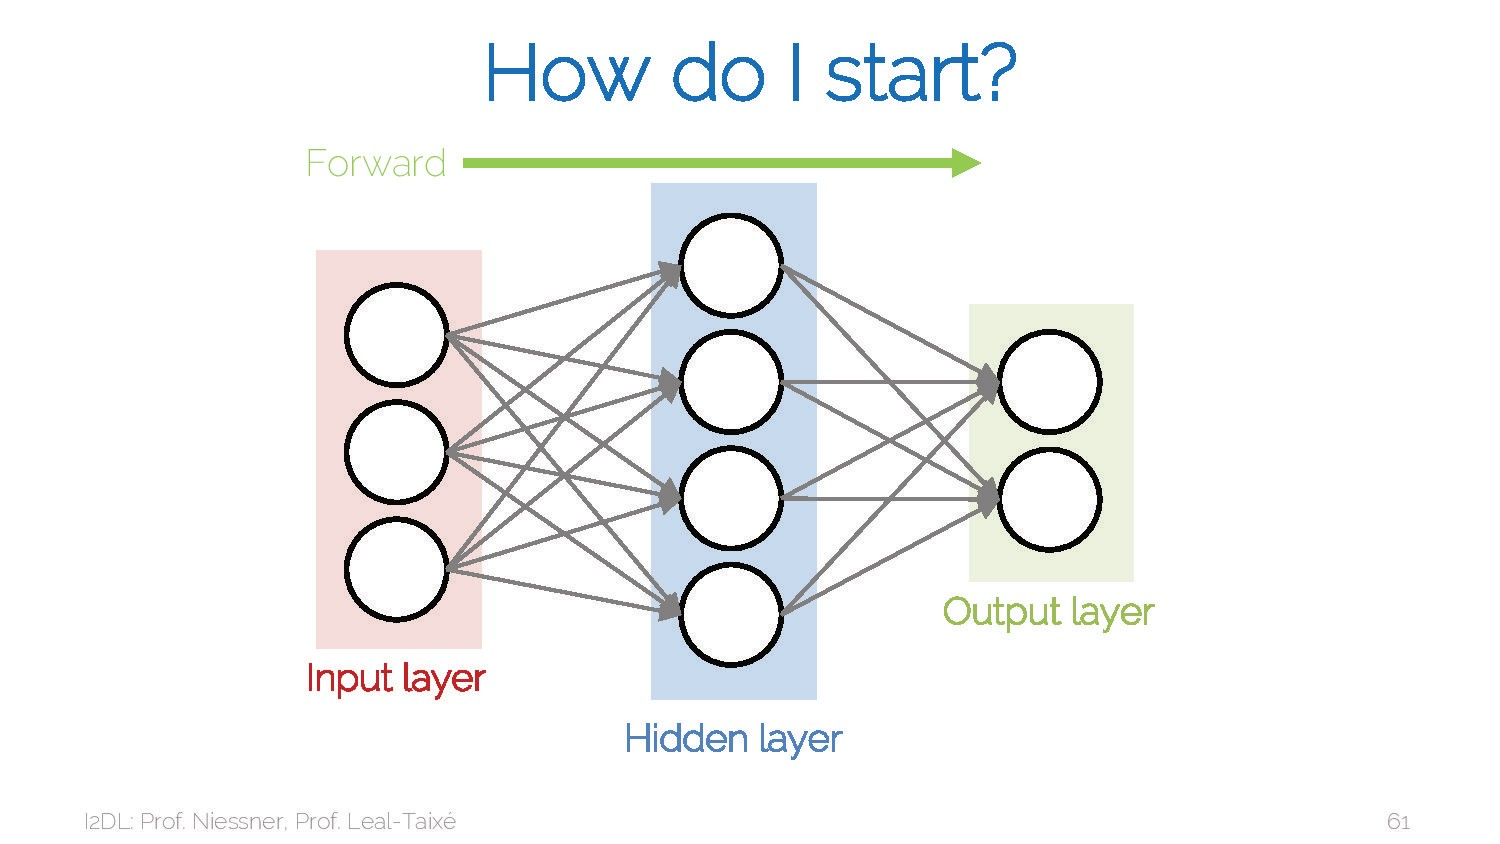 How do I start?
Forward
Input layer
Hidden layer
Output layer
I2DL: Prof. Niessner, Prof. Leal-Taixé
61